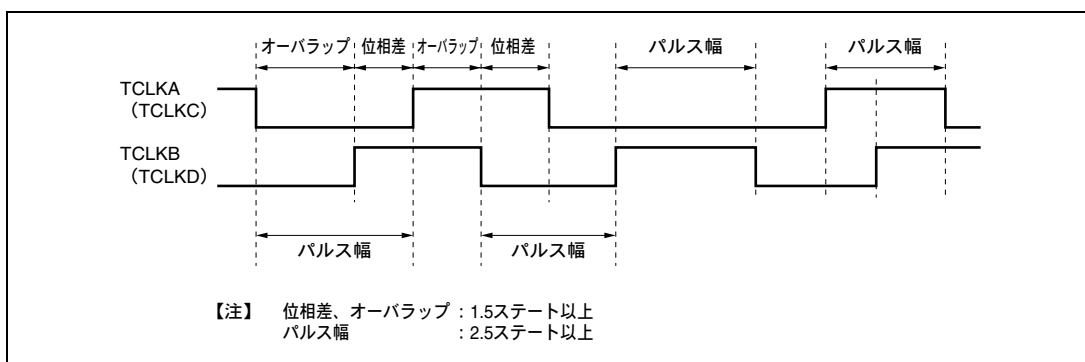 オーバラップ 位相差 オーバラップ 位相差 パルス幅 パルス幅
TCLKA
（TCLKC）
TCLKB
（TCLKD）
パルス幅 パルス幅
【注】 位相差、オーバラップ：1.5ステート以上
パルス幅 ：2.5ステート以上